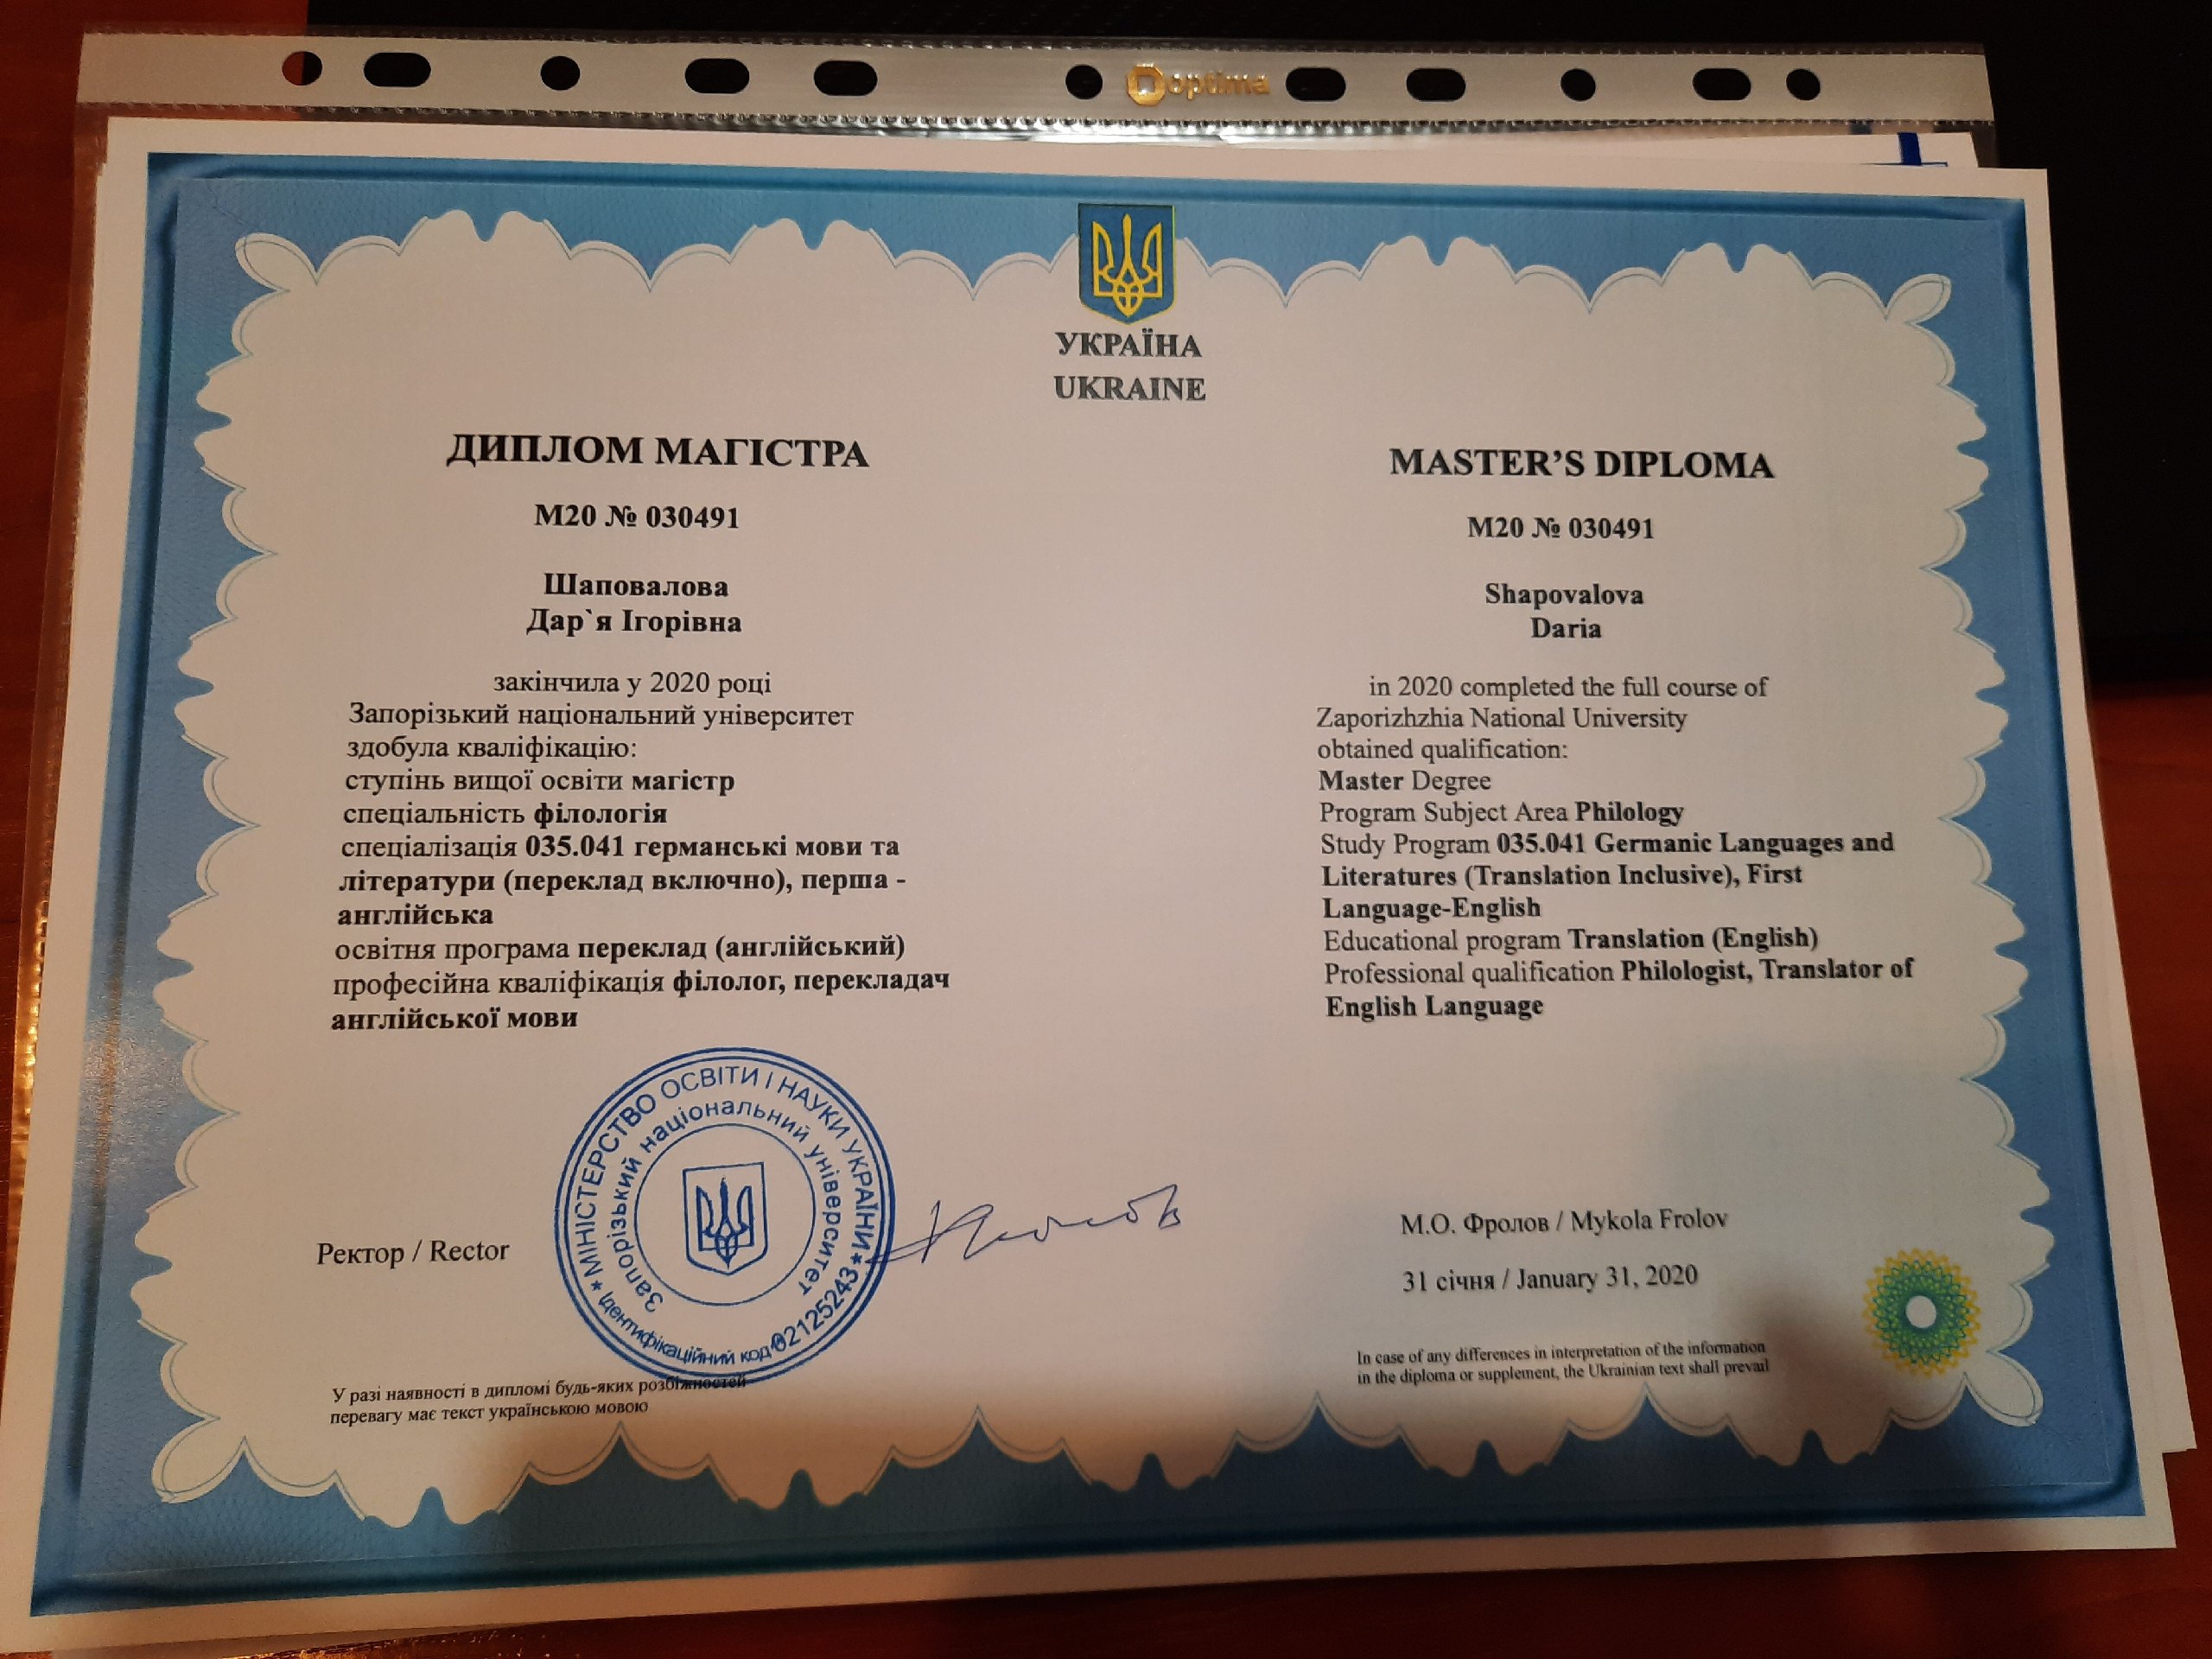 optima
УКРАЇНА
UKRAINE
ДИПЛОМ МАГІСТРА
М20 № 030491
Шаповалова
Дар`я Ігорівна
закінчила у 2020 році
Запорізький національний університет
здобула кваліфікацію:
ступінь вищої освіти магістр
спеціальність філологія
спеціалізація 035.041 германські мови та
літератури (переклад включно), перша -
англійська
освітня програма переклад (англійський)
професійна кваліфікація філолог, перекладач
англійської мови
MASTER’S DIPLOMA
M20 № 030491
Shapovalova
Daria
in 2020 completed the full course of
Zaporizhzhia National University
obtained qualification:
Master Degree
Program Subject Area Philology
Study Program 035.041 Germanic Languages and
Literatures (Translation Inclusive), First
Language-English
Educational program Translation (English)
Professional qualification Philologist, Translator of
English Language
Ректор / Rector
* МІНІСТЕРСТВО ОСВІТИ І НАУКИ УКРАЇНИ *
Запорізький національний університет
Ідентифікаційний код 02125243
М.О. Фролов / Mykola Frolov
31 січня / January 31, 2020
У разі наявності в дипломі будь-яких розбіжностей
перевагу має текст українською мовою
In case of any differences in interpretation of the information
in the diploma or supplement, the Ukrainian text shall prevail